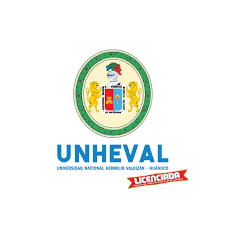 UNHEVAL
UNIVERSIDAD NACIONAL HERMILIO VALDIZÁN - HUÁNUCO
LICENCIADA